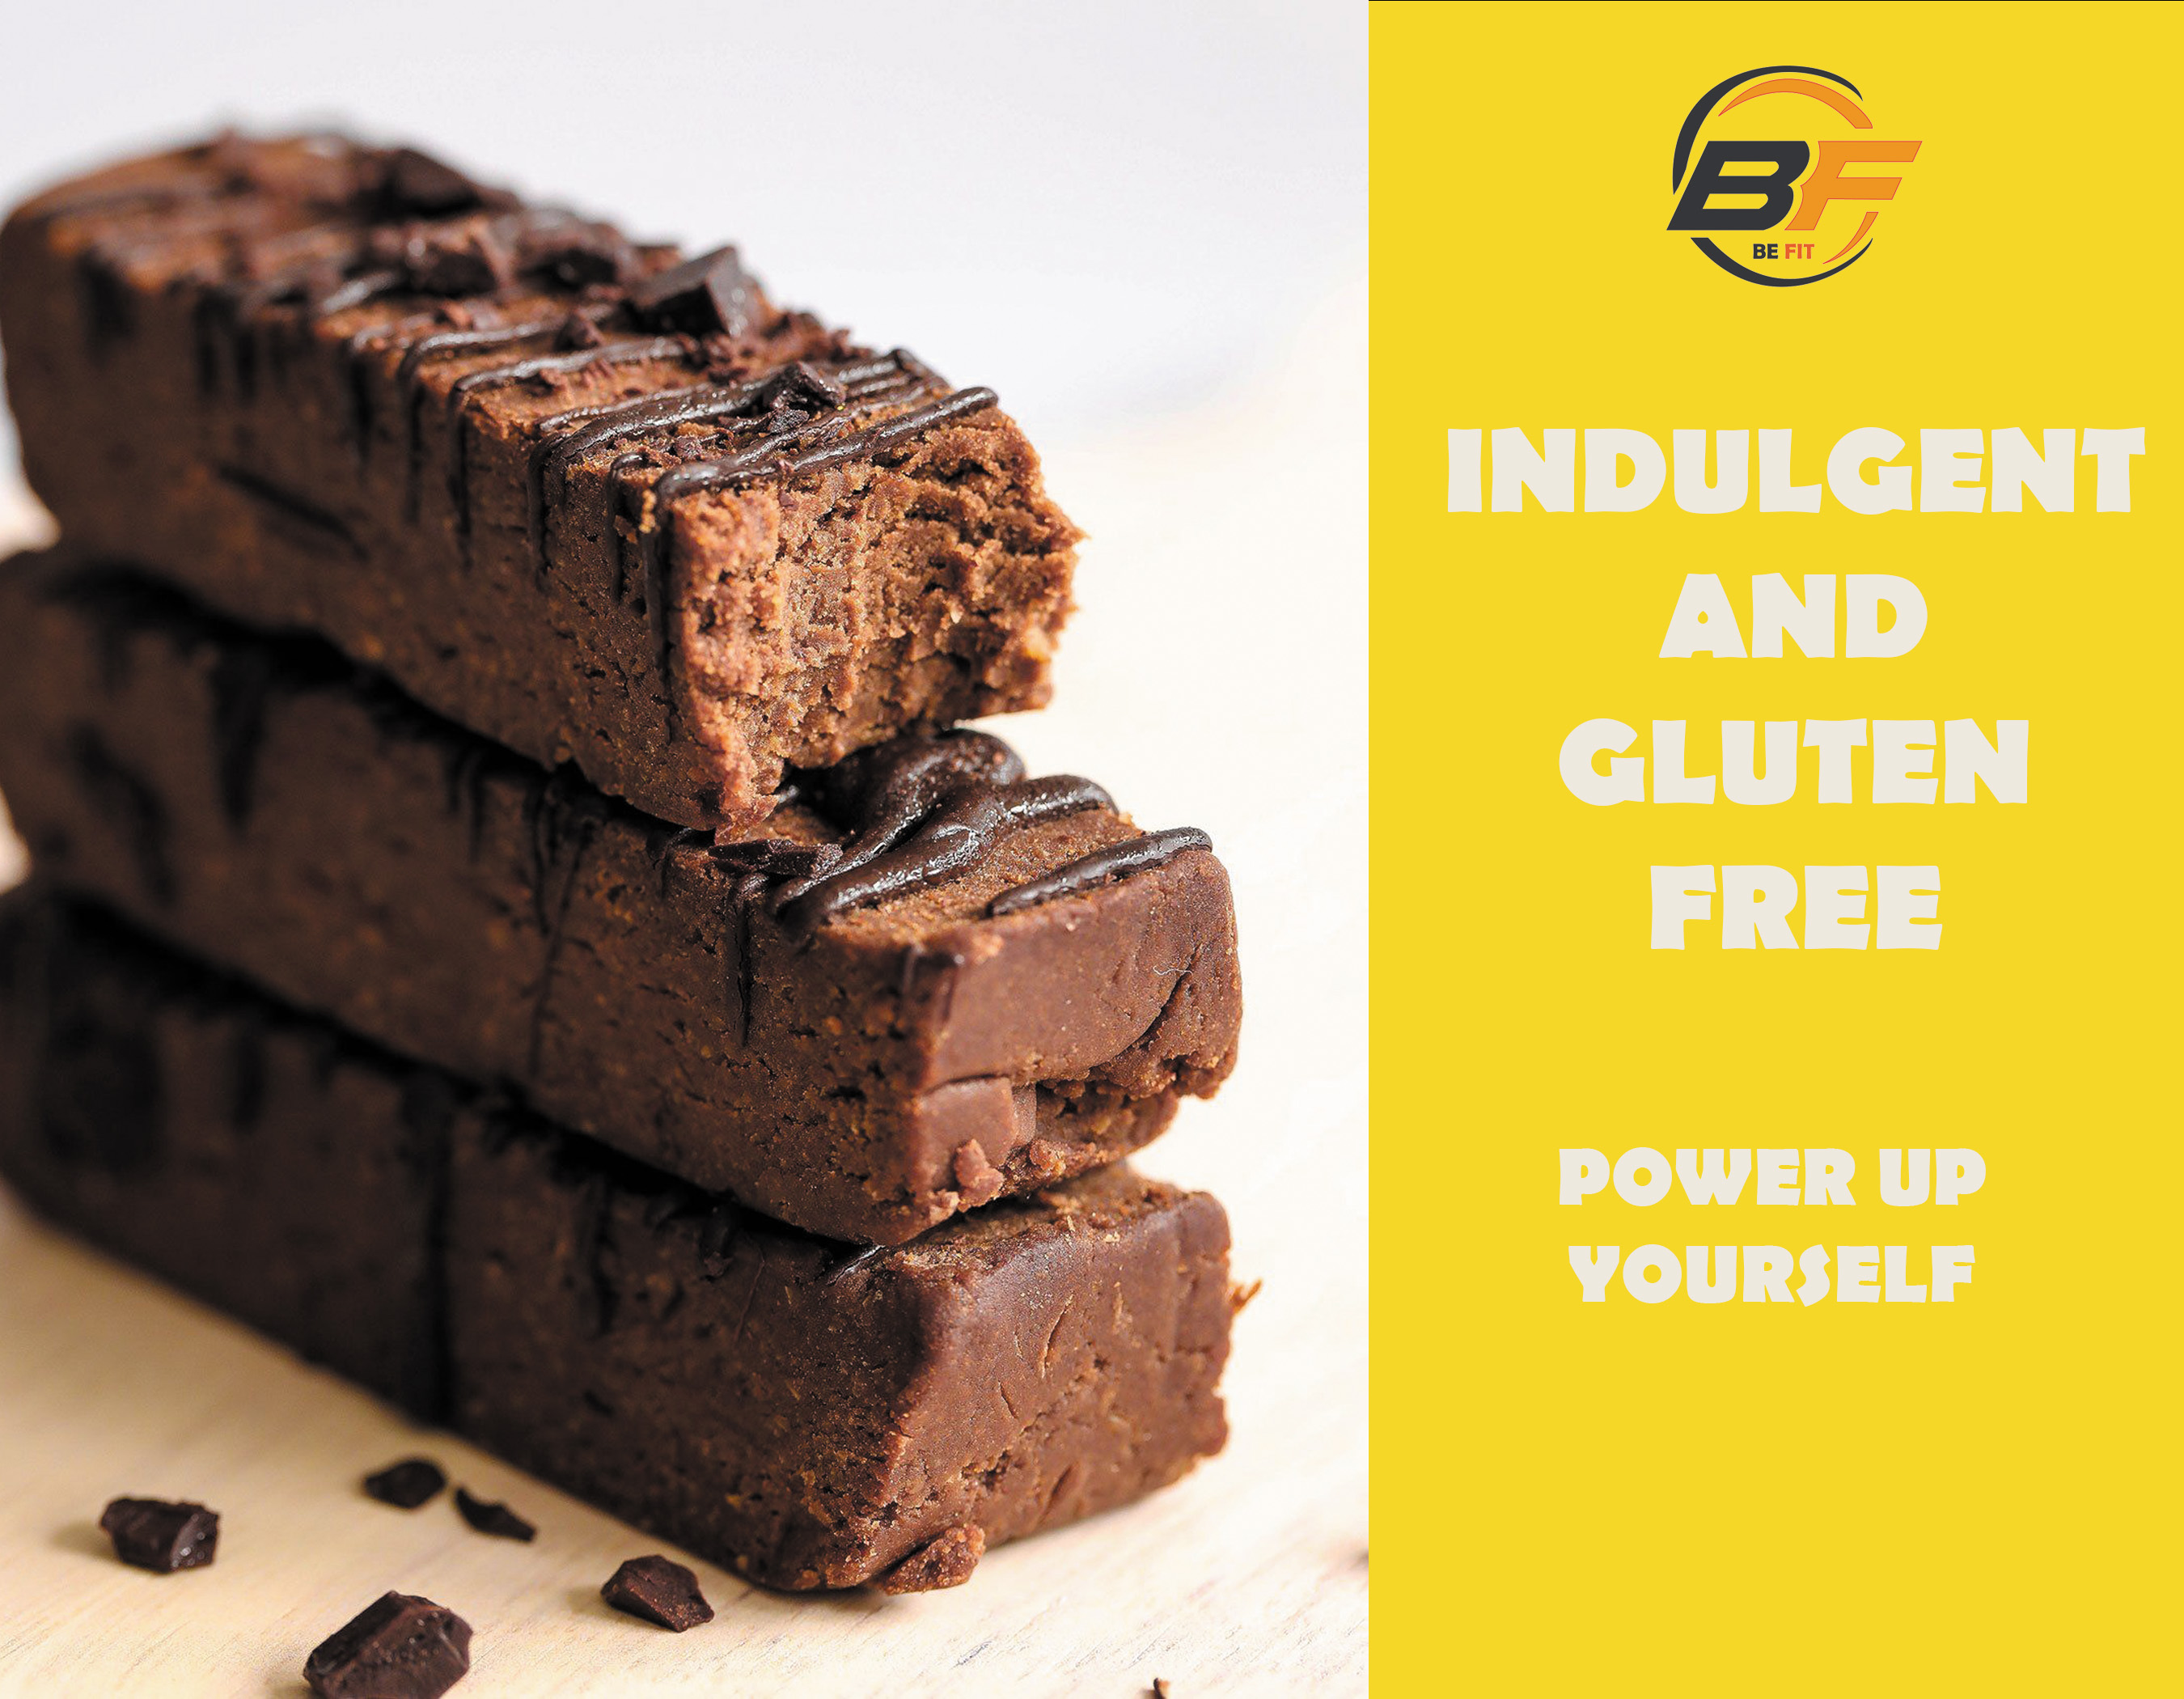 BF
BE FIT
INDULGENT
AND
GLUTEN
FREE
POWER UP
YOURSELF